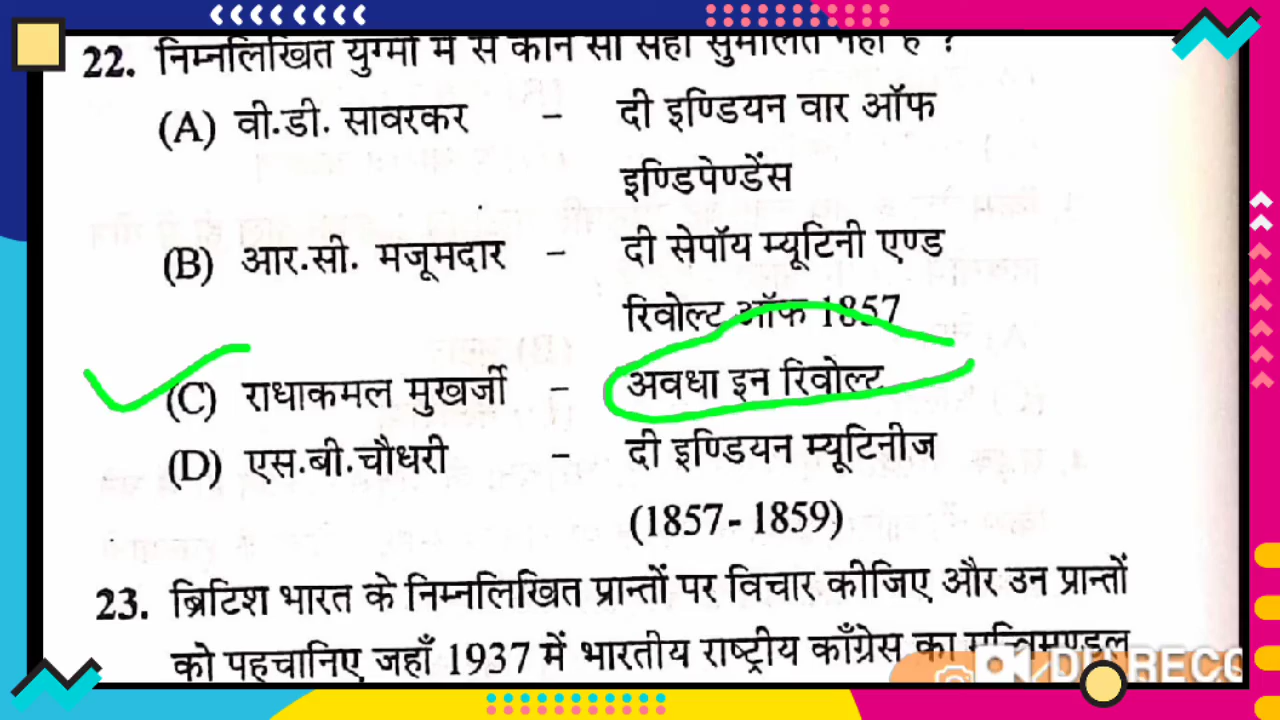 22. निम्नलिखित युग्मों में से कौन सा सही सुमेलित नहीं है ?
(A) वी.डी. सावरकर – दी इण्डियन वार ऑफ
इण्डिपेण्डेंस
(B) आर.सी. मजूमदार – दी सेपॉय म्यूटिनी एण्ड
रिवोल्ट ऑफ 1857
(C) राधाकमल मुखर्जी – अवधा इन रिवोल्ट
(D) एस.बी.चौधरी – दी इण्डियन म्यूटिनीज
(1857- 1859)
23. ब्रिटिश भारत के निम्नलिखित प्रान्तों पर विचार कीजिए और उन प्रान्तों
को पहचानिए जहाँ 1937 में भारतीय राष्ट्रीय काँग्रेस का मन्त्रिमण्डल